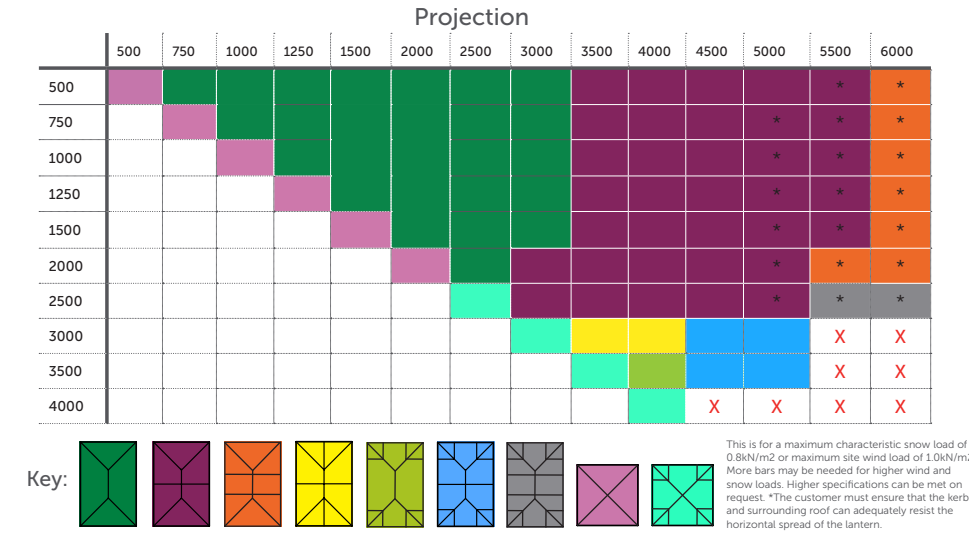 Projection
500 750 1000 1250 1500 2000 2500 3000 3500 4000 4500 5000 5500 6000
500 * *
750 * * *
1000 * * *
1250 * * *
1500 * * *
2000 * * *
2500 * * *
3000 X X
3500 X X
4000 X X X X
Key:
This is for a maximum characteristic snow load of
0.8kN/m2 or maximum site wind load of 1.0kN/m2
More bars may be needed for higher wind and
snow loads. Higher specifications can be met on
request. *The customer must ensure that the kerb
and surrounding roof can adequately resist the
horizontal spread of the lantern.